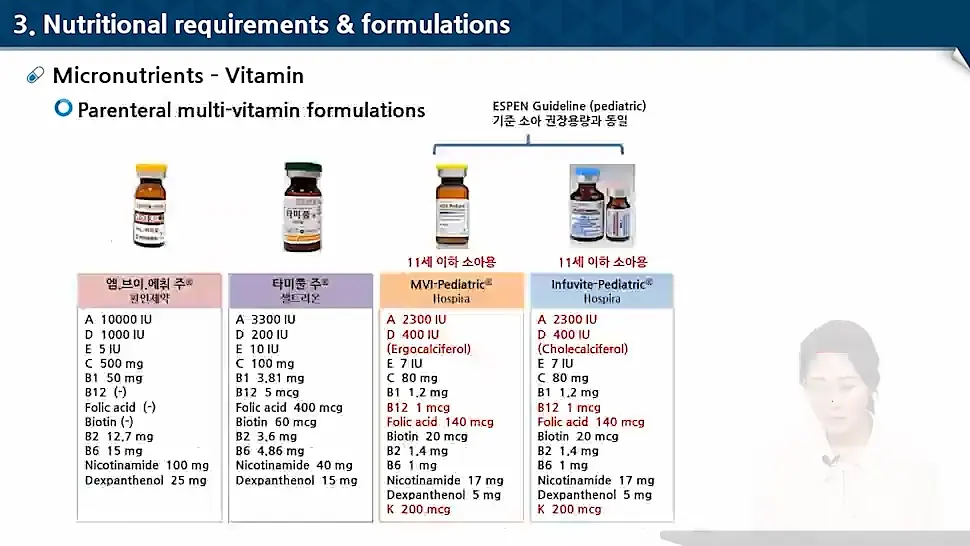 3. Nutritional requirements & formulations
Micronutrients - Vitamin
Parenteral multi-vitamin formulations
ESPEN Guideline (pediatric)
기준 소아 권장용량과 동일
타미풀
11세 이하 소아용
11세 이하 소아용
엠.브이.에취 주®
환인제약
A 10000 IU
D 1000 IU
E 5 IU
C 500 mg
B1 50 mg
B12 (-)
Folic acid (-)
Biotin (-)
B2 12.7 mg
B6 15 mg
Nicotinamide 100 mg
Dexpanthenol 25 mg
타미풀 주®
셀트리온
A 3300 IU
D 200 IU
E 10 IU
C 100 mg
B1 3.81 mg
B12 5 mcg
Folic acid 400 mcg
Biotin 60 mcg
B2 3.6 mg
B6 4.86 mg
Nicotinamide 40 mg
Dexpanthenol 15 mg
MVI-Pediatric®
Hospira
A 2300 IU
D 400 IU
(Ergocalciferol)
E 7 IU
C 80 mg
B1 1.2 mg
B12 1 mcg
Folic acid 140 mcg
Biotin 20 mcg
B2 1.4 mg
B6 1 mg
Nicotinamide 17 mg
Dexpanthenol 5 mg
K 200 mcg
Infuvite-Pediatric®
Hospira
A 2300 IU
D 400 IU
(Cholecalciferol)
E 7 IU
C 80 mg
B1 1.2 mg
B12 1 mcg
Folic acid 140 mcg
Biotin 20 mcg
B2 1.4 mg
B6 1 mg
Nicotinamide 17 mg
Dexpanthenol 5 mg
K 200 mcg